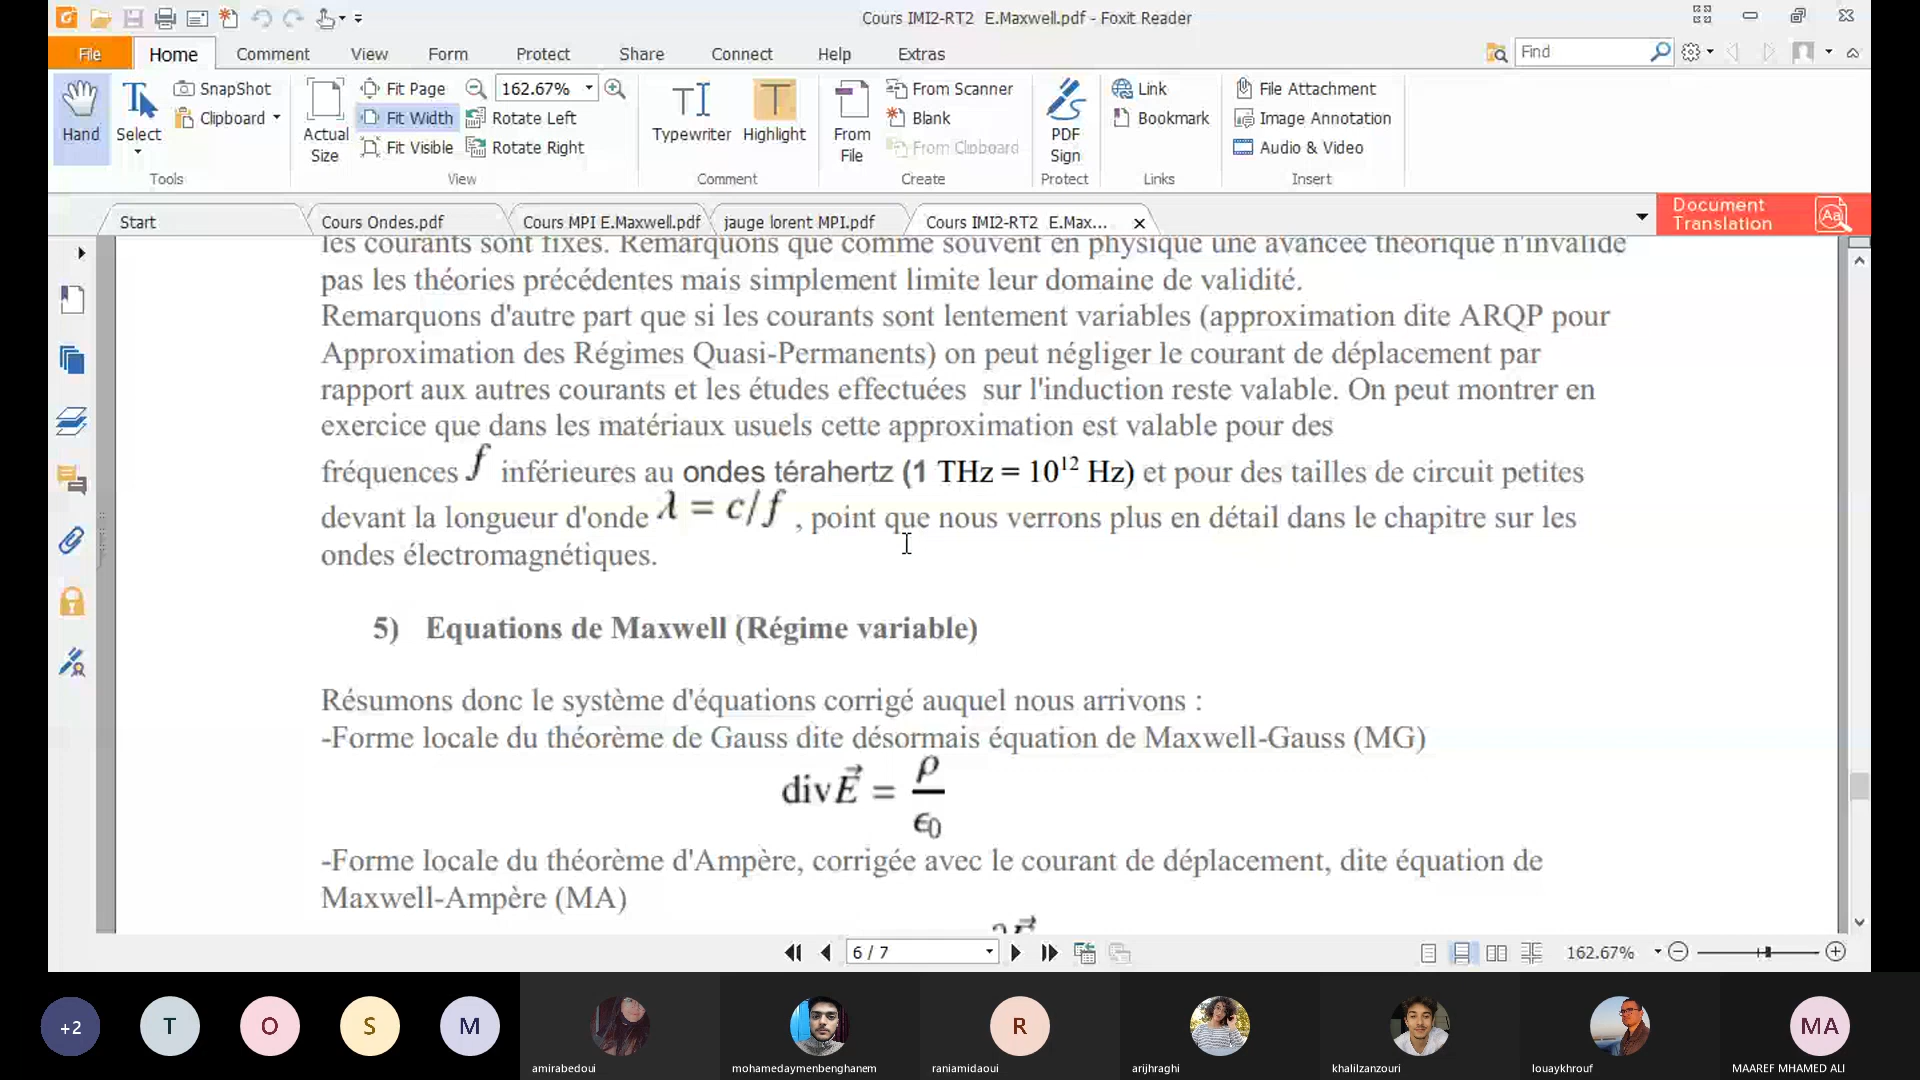 Cours IMI2-RT2 E.Maxwell.pdf - Foxit Reader
File Home Comment View Form Protect Share Connect Help Extras Find
Hand
Select
SnapShot
Clipboard
Tools
Actual Size
Fit Page
Fit Width
Fit Visible
162.67%
Rotate Left
Rotate Right
View
Typewriter
Highlight
Comment
From File
From Scanner
Blank
From Clipboard
Create
PDF Sign
Protect
Link
Bookmark
Links
File Attachment
Image Annotation
Audio & Video
Insert
Start Cours Ondes.pdf Cours MPI E.Maxwell.pdf jauge lorent MPI.pdf Cours IMI2-RT2 E.Max...
Document
Translation
les courants sont fixes. Remarquons que comme souvent en physique une avancée théorique n'invalide
pas les théories précédentes mais simplement limite leur domaine de validité.
Remarquons d'autre part que si les courants sont lentement variables (approximation dite ARQP pour
Approximation des Régimes Quasi-Permanents) on peut négliger le courant de déplacement par
rapport aux autres courants et les études effectuées sur l'induction reste valable. On peut montrer en
exercice que dans les matériaux usuels cette approximation est valable pour des
fréquences f inférieures au ondes térahertz (1 THz = 10¹² Hz) et pour des tailles de circuit petites
devant la longueur d'onde λ = c/f , point que nous verrons plus en détail dans le chapitre sur les
ondes électromagnétiques.
5) Equations de Maxwell (Régime variable)
Résumons donc le système d'équations corrigé auquel nous arrivons :
-Forme locale du théorème de Gauss dite désormais équation de Maxwell-Gauss (MG)
div E⃗ = ρ/ϵ₀
-Forme locale du théorème d'Ampère, corrigée avec le courant de déplacement, dite équation de
Maxwell-Ampère (MA)
6 / 7
162.67%
+2 T O S M R MA
amirabedoui mohamedaymenbenghanem raniamidaoui arijhraghi khalilzanzouri louaykhrouf MAAREF MHAMED ALI